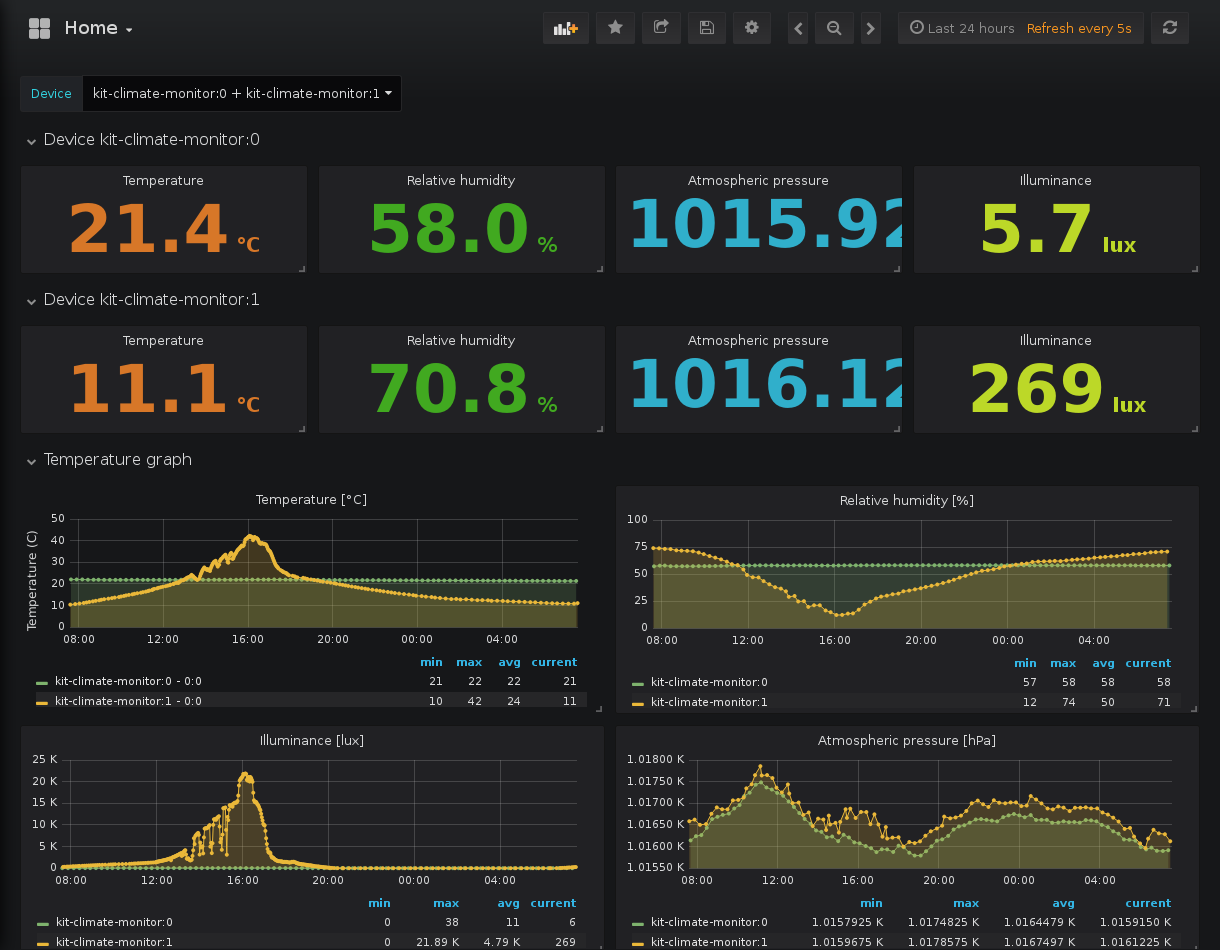 Home
Last 24 hours Refresh every 5s
Device kit-climate-monitor:0 + kit-climate-monitor:1
Device kit-climate-monitor:0
Temperature Relative humidity Atmospheric pressure Illuminance
21.4 °C 58.0 % 1015.92 5.7 lux
Device kit-climate-monitor:1
Temperature Relative humidity Atmospheric pressure Illuminance
11.1 °C 70.8 % 1016.12 269 lux
Temperature graph
Temperature [°C]
Temperature (C)
50
40
30
20
10
0
08:00 12:00 16:00 20:00 00:00 04:00
min max avg current
kit-climate-monitor:0 - 0:0 21 22 22 21
kit-climate-monitor:1 - 0:0 10 42 24 11
Relative humidity [%]
100
75
50
25
0
08:00 12:00 16:00 20:00 00:00 04:00
min max avg current
kit-climate-monitor:0 57 58 58 58
kit-climate-monitor:1 12 74 50 71
Illuminance [lux]
25 K
20 K
15 K
10 K
5 K
0
08:00 12:00 16:00 20:00 00:00 04:00
min max avg current
kit-climate-monitor:0 0 38 11 6
kit-climate-monitor:1 0 21.89 K 4.79 K 269
Atmospheric pressure [hPa]
1.01800 K
1.01750 K
1.01700 K
1.01650 K
1.01600 K
1.01550 K
08:00 12:00 16:00 20:00 00:00 04:00
min max avg current
kit-climate-monitor:0 1.0157925 K 1.0174825 K 1.0164479 K 1.0159150 K
kit-climate-monitor:1 1.0159675 K 1.0178575 K 1.0167497 K 1.0161225 K